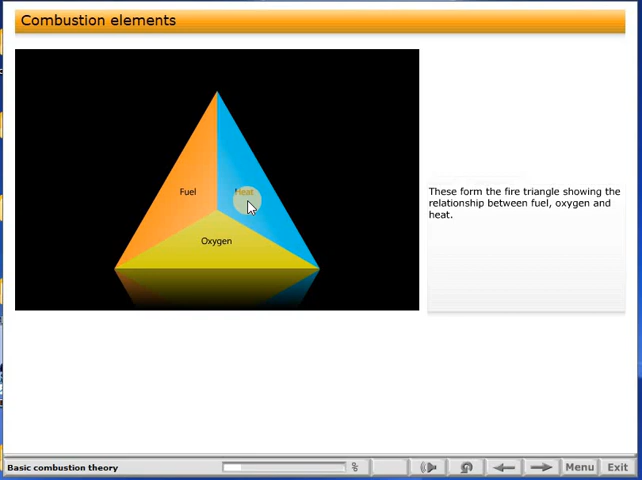 Combustion elements
Fuel
Heat
Oxygen
These form the fire triangle showing the
relationship between fuel, oxygen and
heat.
Basic combustion theory
%
Menu
Exit